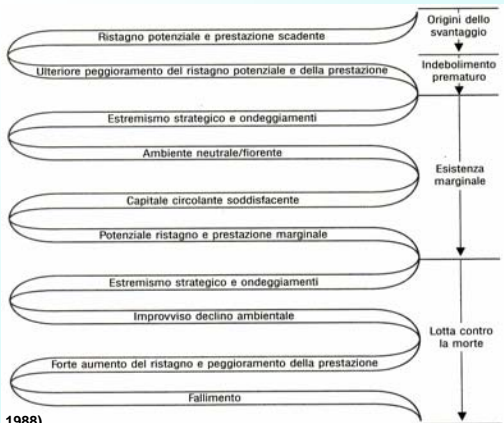 Ristagno potenziale e prestazione scadente
Origini dello
svantaggio
Ulteriore peggioramento del ristagno potenziale e della prestazione
Indebolimento
prematuro
Estremismo strategico e ondeggiamenti
Ambiente neutrale/fiorente
Esistenza
marginale
Capitale circolante soddisfacente
Potenziale ristagno e prestazione marginale
Estremismo strategico e ondeggiamenti
Improvviso declino ambientale
Lotta contro
la morte
Forte aumento del ristagno e peggioramento della prestazione
Fallimento
1988)